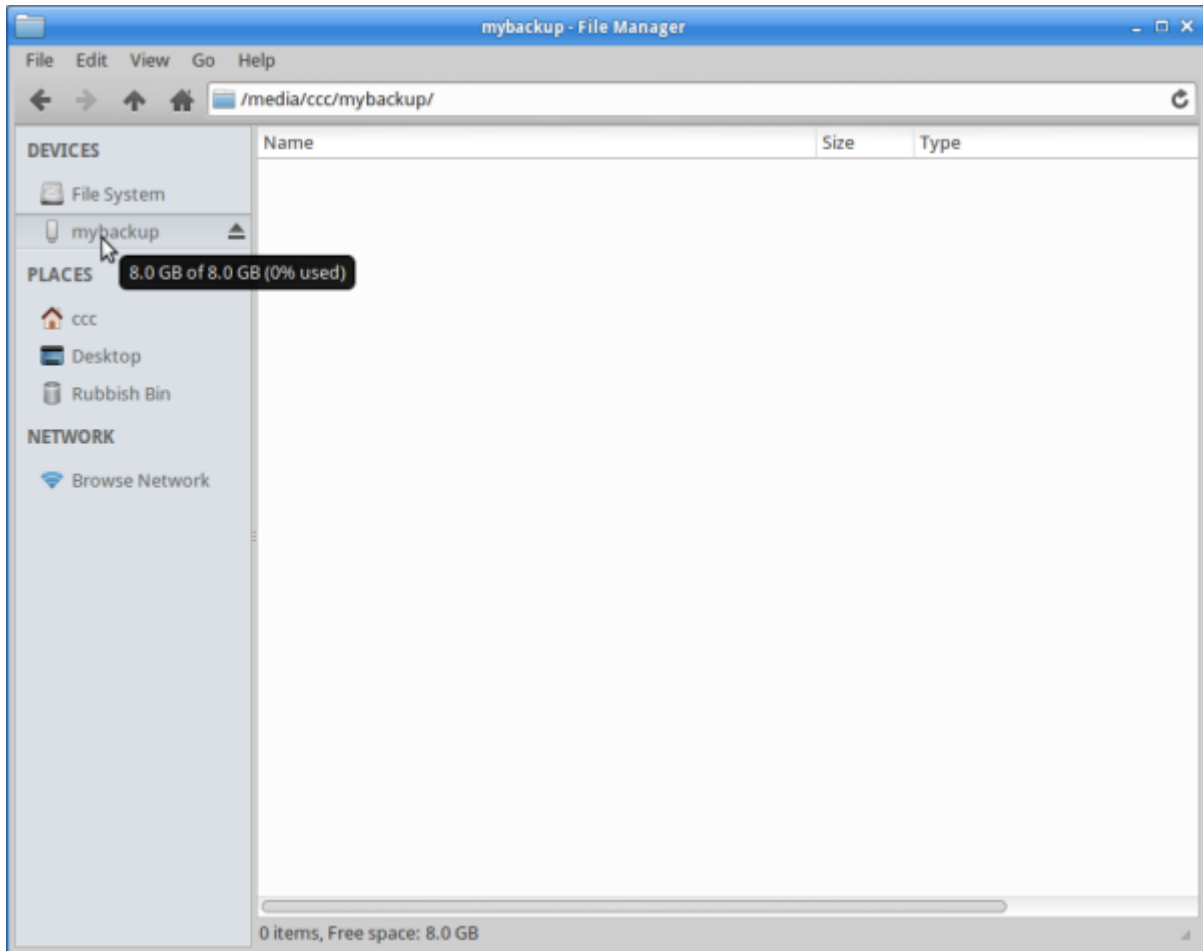 mybackup - File Manager
File Edit View Go Help
/media/ccc/mybackup/
DEVICES
File System
mybackup
PLACES
ccc
Desktop
Rubbish Bin
NETWORK
Browse Network
Name Size Type
8.0 GB of 8.0 GB (0% used)
0 items, Free space: 8.0 GB